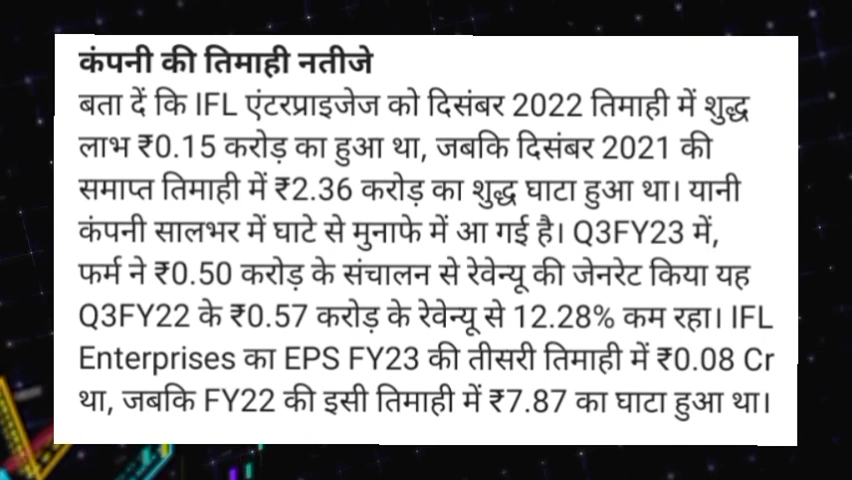 कंपनी की तिमाही नतीजे
बता दें कि IFL एंटरप्राइजेज को दिसंबर 2022 तिमाही में शुद्ध
लाभ ₹0.15 करोड़ का हुआ था, जबकि दिसंबर 2021 की
समाप्त तिमाही में ₹2.36 करोड़ का शुद्ध घाटा हुआ था। यानी
कंपनी सालभर में घाटे से मुनाफे में आ गई है। Q3FY23 में,
फर्म ने ₹0.50 करोड़ के संचालन से रेवेन्यू की जेनरेट किया यह
Q3FY22 के ₹0.57 करोड़ के रेवेन्यू से 12.28% कम रहा। IFL
Enterprises का EPS FY23 की तीसरी तिमाही में ₹0.08 Cr
था, जबकि FY22 की इसी तिमाही में ₹7.87 का घाटा हुआ था।